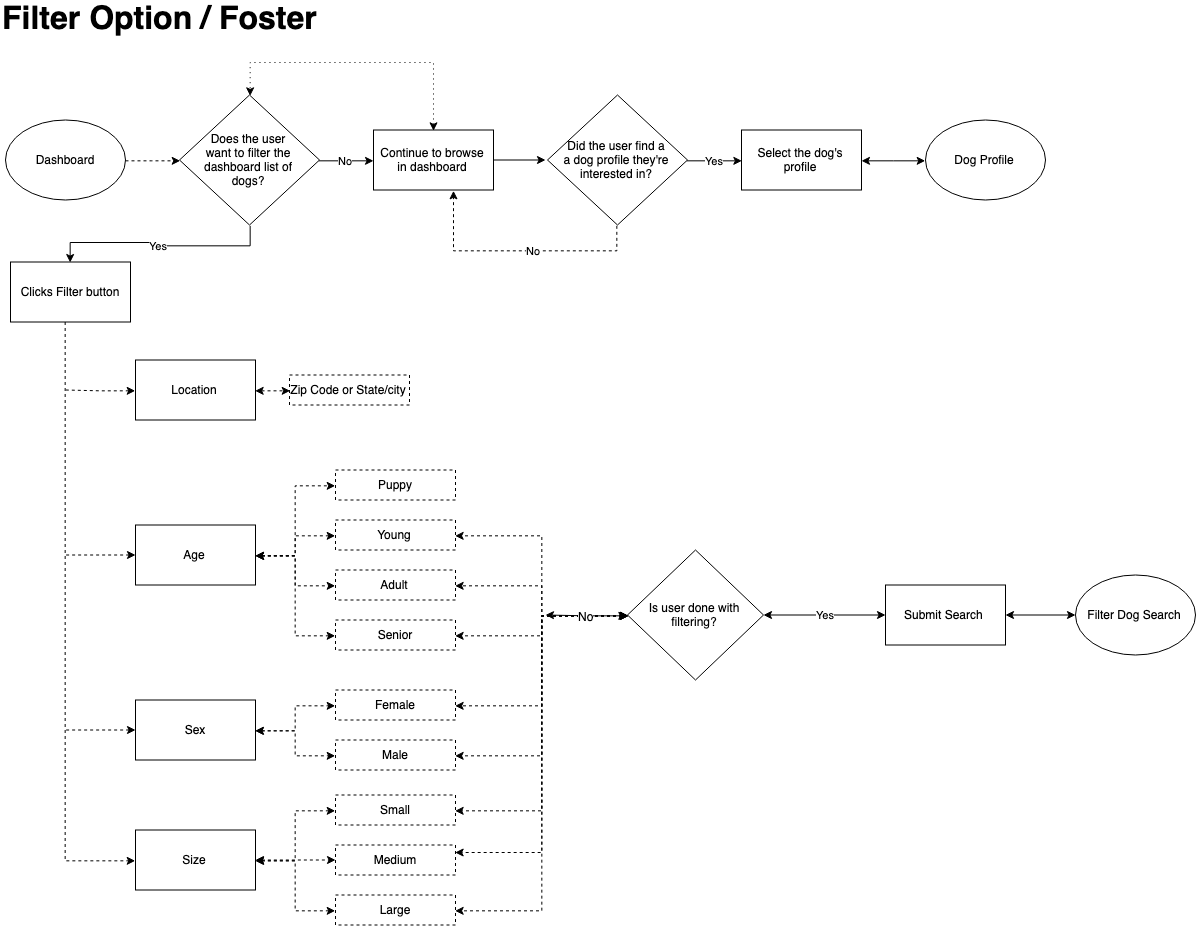 Filter Option / Foster
Dashboard
Does the user
want to filter the
dashboard list of
dogs?
No
Continue to browse
in dashboard
Did the user find a
a dog profile they're
interested in?
Yes
Select the dog's
profile
Dog Profile
No
Yes
Clicks Filter button
Location
Zip Code or State/city
Age
Puppy
Young
Adult
Senior
No
Is user done with
filtering?
Yes
Submit Search
Filter Dog Search
Sex
Female
Male
Size
Small
Medium
Large